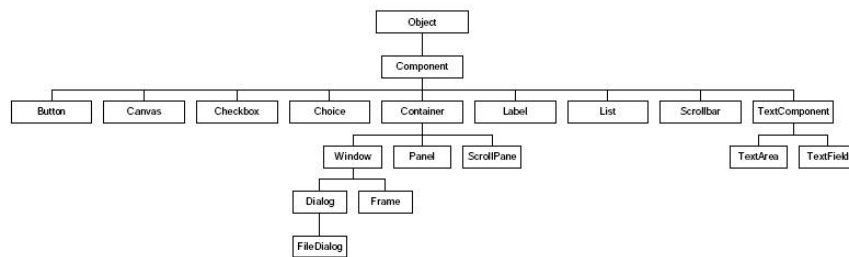 Object
Component
Button Canvas Checkbox Choice Container Label List Scrollbar TextComponent
Window Panel ScrollPane TextArea TextField
Dialog Frame
FileDialog